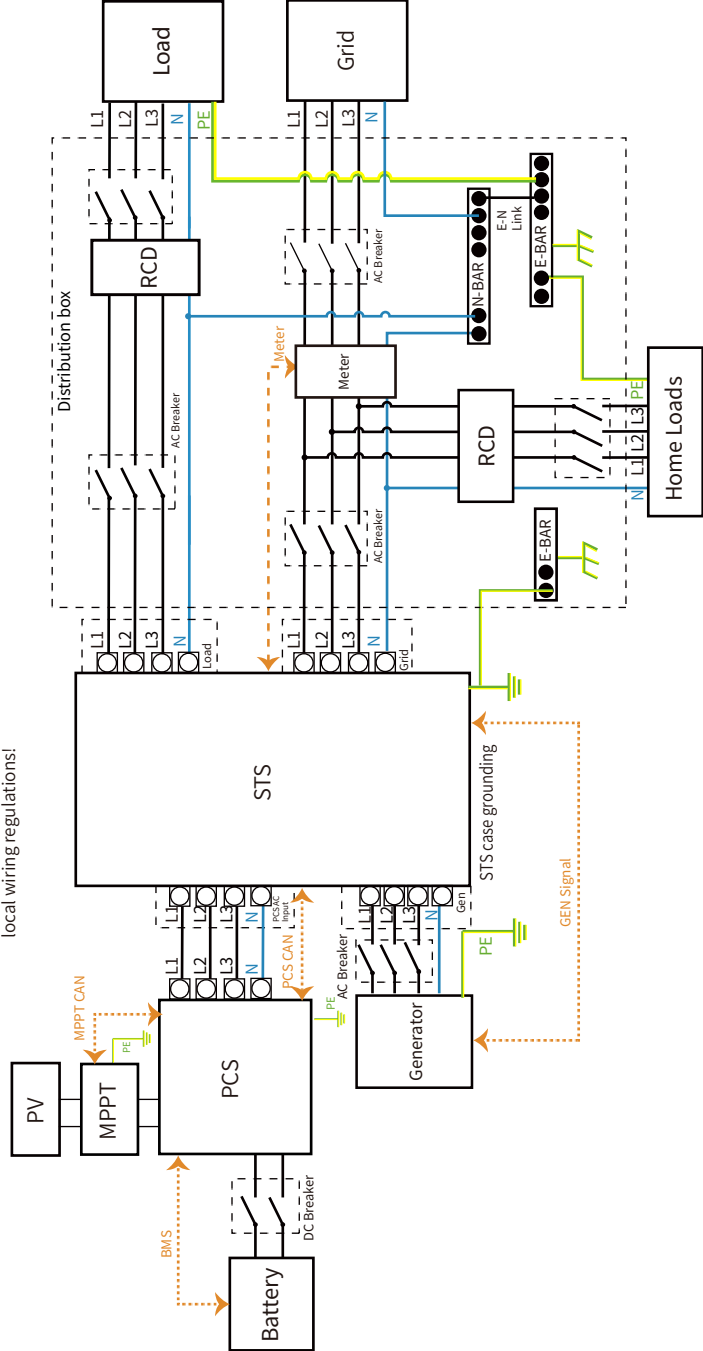 local wiring regulations!
PV
MPPT
MPPT CAN
PE
PCS
BMS
Battery
DC Breaker
L1
L2
L3
N
PCS CAN
PE
L1
L2
L3
N
PCS AC
Input
STS
STS case grounding
Generator
AC Breaker
PE
L1
L2
L3
N
Gen
GEN Signal
L1
L2
L3
N
Load
L1
L2
L3
N
Grid
Distribution box
AC Breaker
RCD
L1
L2
L3
N
PE
Load
AC Breaker
Meter
Meter
AC Breaker
L1
L2
L3
N
Grid
N-BAR
E-N
Link
E-BAR
E-BAR
RCD
N
L1
L2
L3
PE
Home Loads